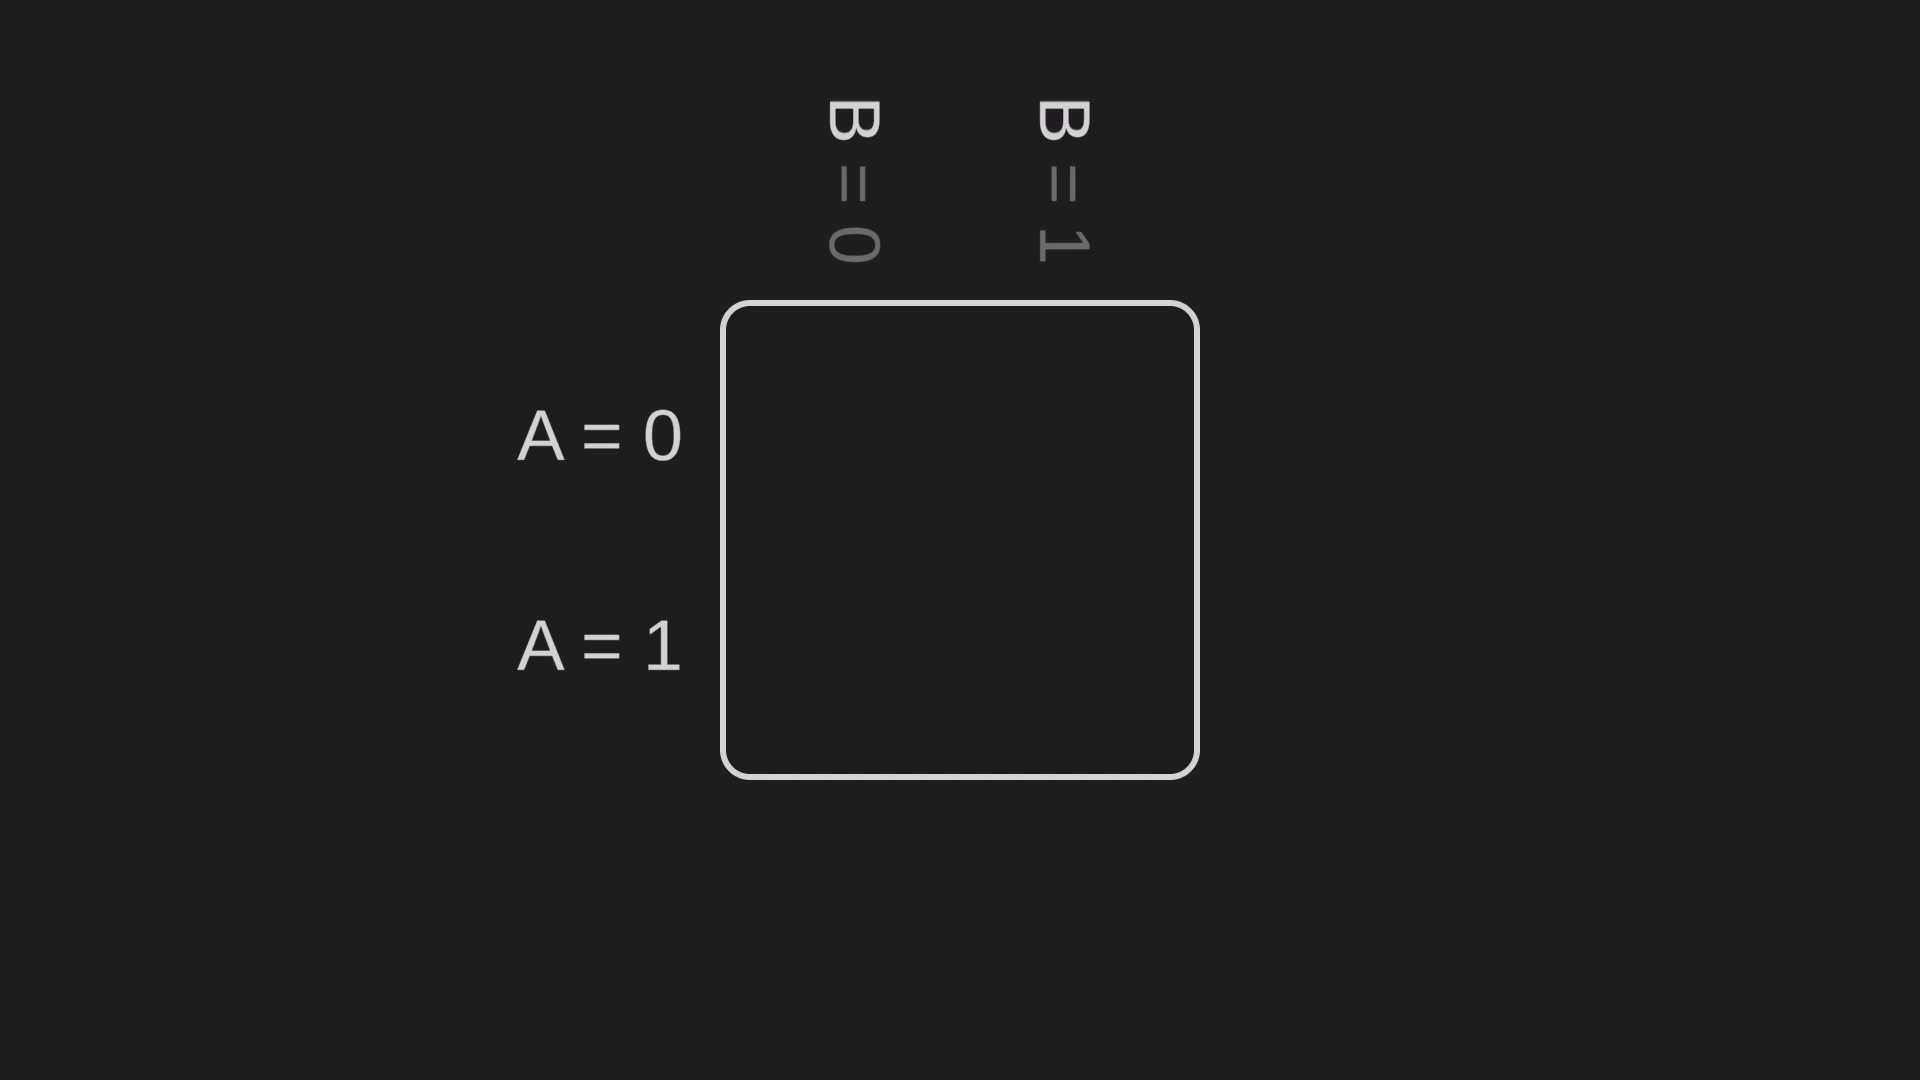 B = 0
B = 1
A = 0
A = 1